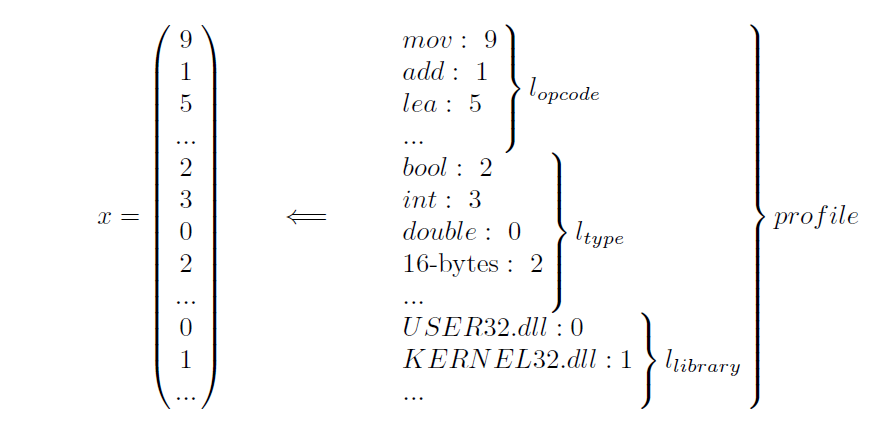 9 mov : 9
1 add : 1
5 lea : 5 l_opcode
... ...
2 bool : 2
3 int : 3
x = ⟸ profile
0 double : 0 l_type
2 16-bytes : 2
... ...
0 USER32.dll : 0
1 KERNEL32.dll : 1 l_library
... ...